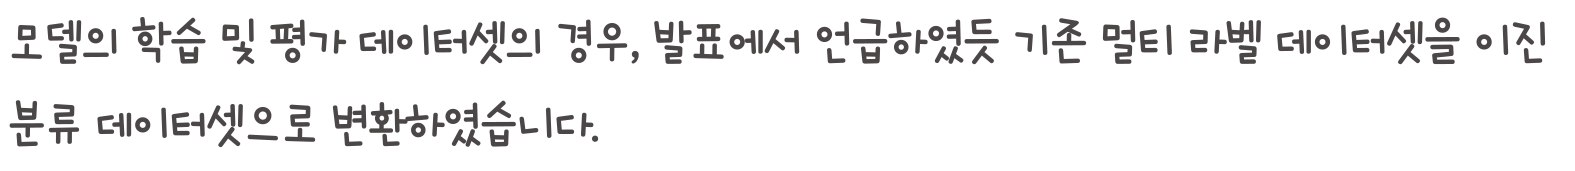 모델의 학습 및 평가 데이터셋의 경우, 발표에서 언급하였듯 기존 멀티 라벨 데이터셋을 이진
분류 데이터셋으로 변환하였습니다.